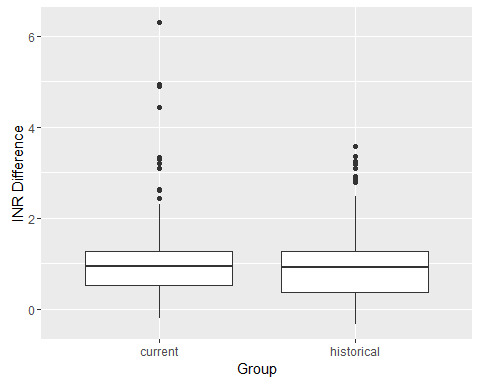 INR Difference
6
4
2
0
current
historical
Group